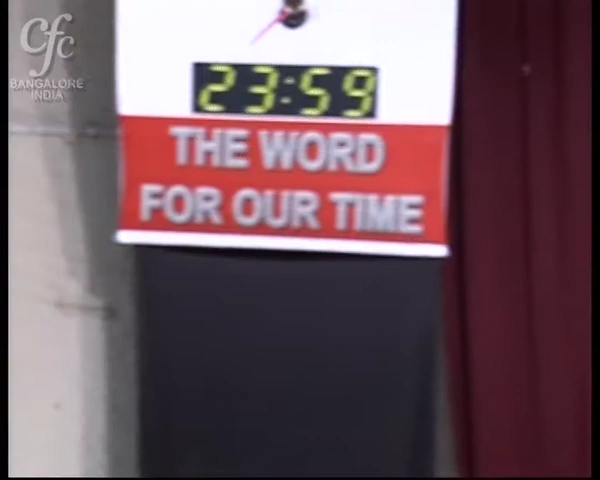 cfc
BANGALORE
INDIA
23:59
THE WORD
FOR OUR TIME